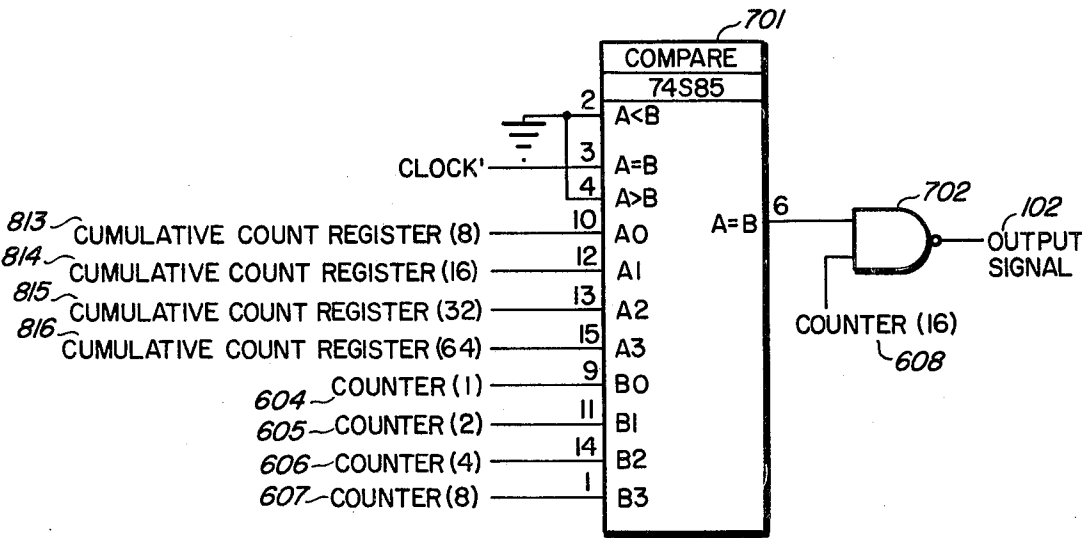 701
COMPARE
74S85
2 A<B
CLOCK' 3 A=B
4 A>B
813 CUMULATIVE COUNT REGISTER (8) 10 A0
814 CUMULATIVE COUNT REGISTER (16) 12 A1
815 CUMULATIVE COUNT REGISTER (32) 13 A2
816 CUMULATIVE COUNT REGISTER (64) 15 A3
604 COUNTER (1) 9 B0
605 COUNTER (2) 11 B1
606 COUNTER (4) 14 B2
607 COUNTER (8) 1 B3
A=B 6
702
102
OUTPUT
SIGNAL
COUNTER (16)
608